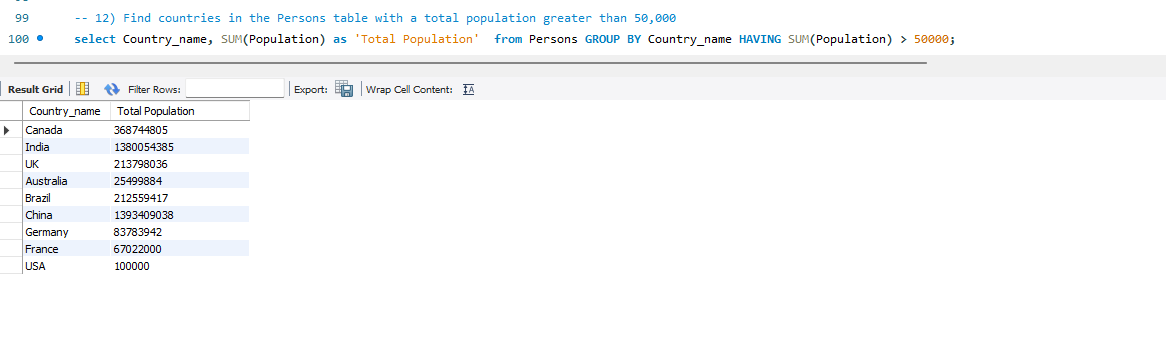 99 -- 12) Find countries in the Persons table with a total population greater than 50,000
100 select Country_name, SUM(Population) as 'Total Population'  from Persons GROUP BY Country_name HAVING SUM(Population) > 50000;
Result Grid Filter Rows: Export: Wrap Cell Content:
Country_name Total Population
Canada 368744805
India 1380054385
UK 213798036
Australia 25499884
Brazil 212559417
China 1393409038
Germany 83783942
France 67022000
USA 100000